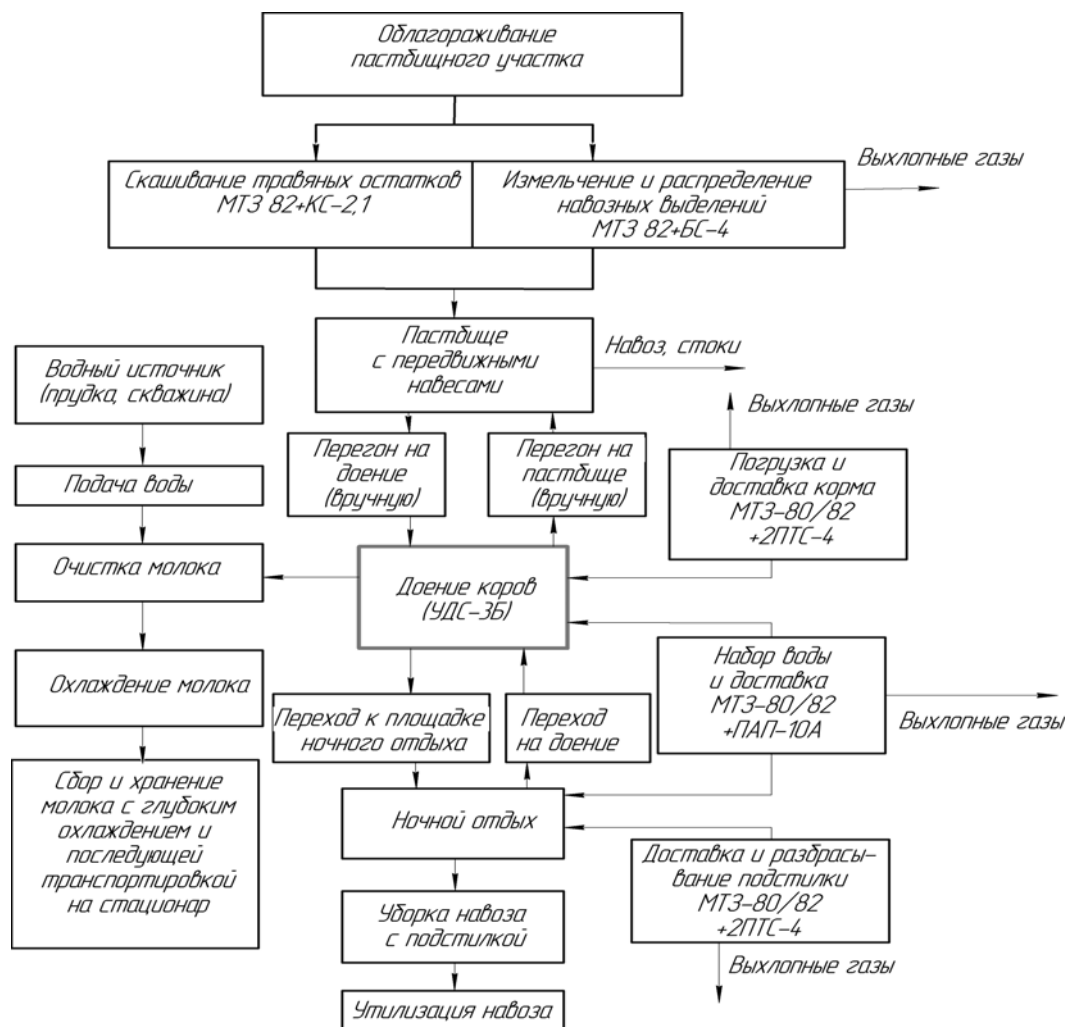 Облагораживание
пастбищного участка
Выхлопные газы
Скашивание травяных остатков
МТЗ 82+КС-2,1
Измельчение и распределение
навозных выделений
МТЗ 82+БС-4
Пастбище
с передвижными
навесами
Навоз, стоки
Водный источник
(прудка, скважина)
Выхлопные газы
Перегон на
доение
(вручную)
Перегон на
пастбище
(вручную)
Погрузка и
доставка корма
МТЗ-80/82
+2ПТС-4
Подача воды
Очистка молока
Доение коров
(УДС-3Б)
Охлаждение молока
Набор воды
и доставка
МТЗ-80/82
+ПАП-10А
Выхлопные газы
Переход к площадке
ночного отдыха
Переход
на доение
Сбор и хранение
молока с глубоким
охлаждением и
последующей
транспортировкой
на стационар
Ночной отдых
Доставка и разбрасы-
вание подстилки
МТЗ-80/82
+2ПТС-4
Уборка навоза
с подстилкой
Выхлопные газы
Утилизация навоза